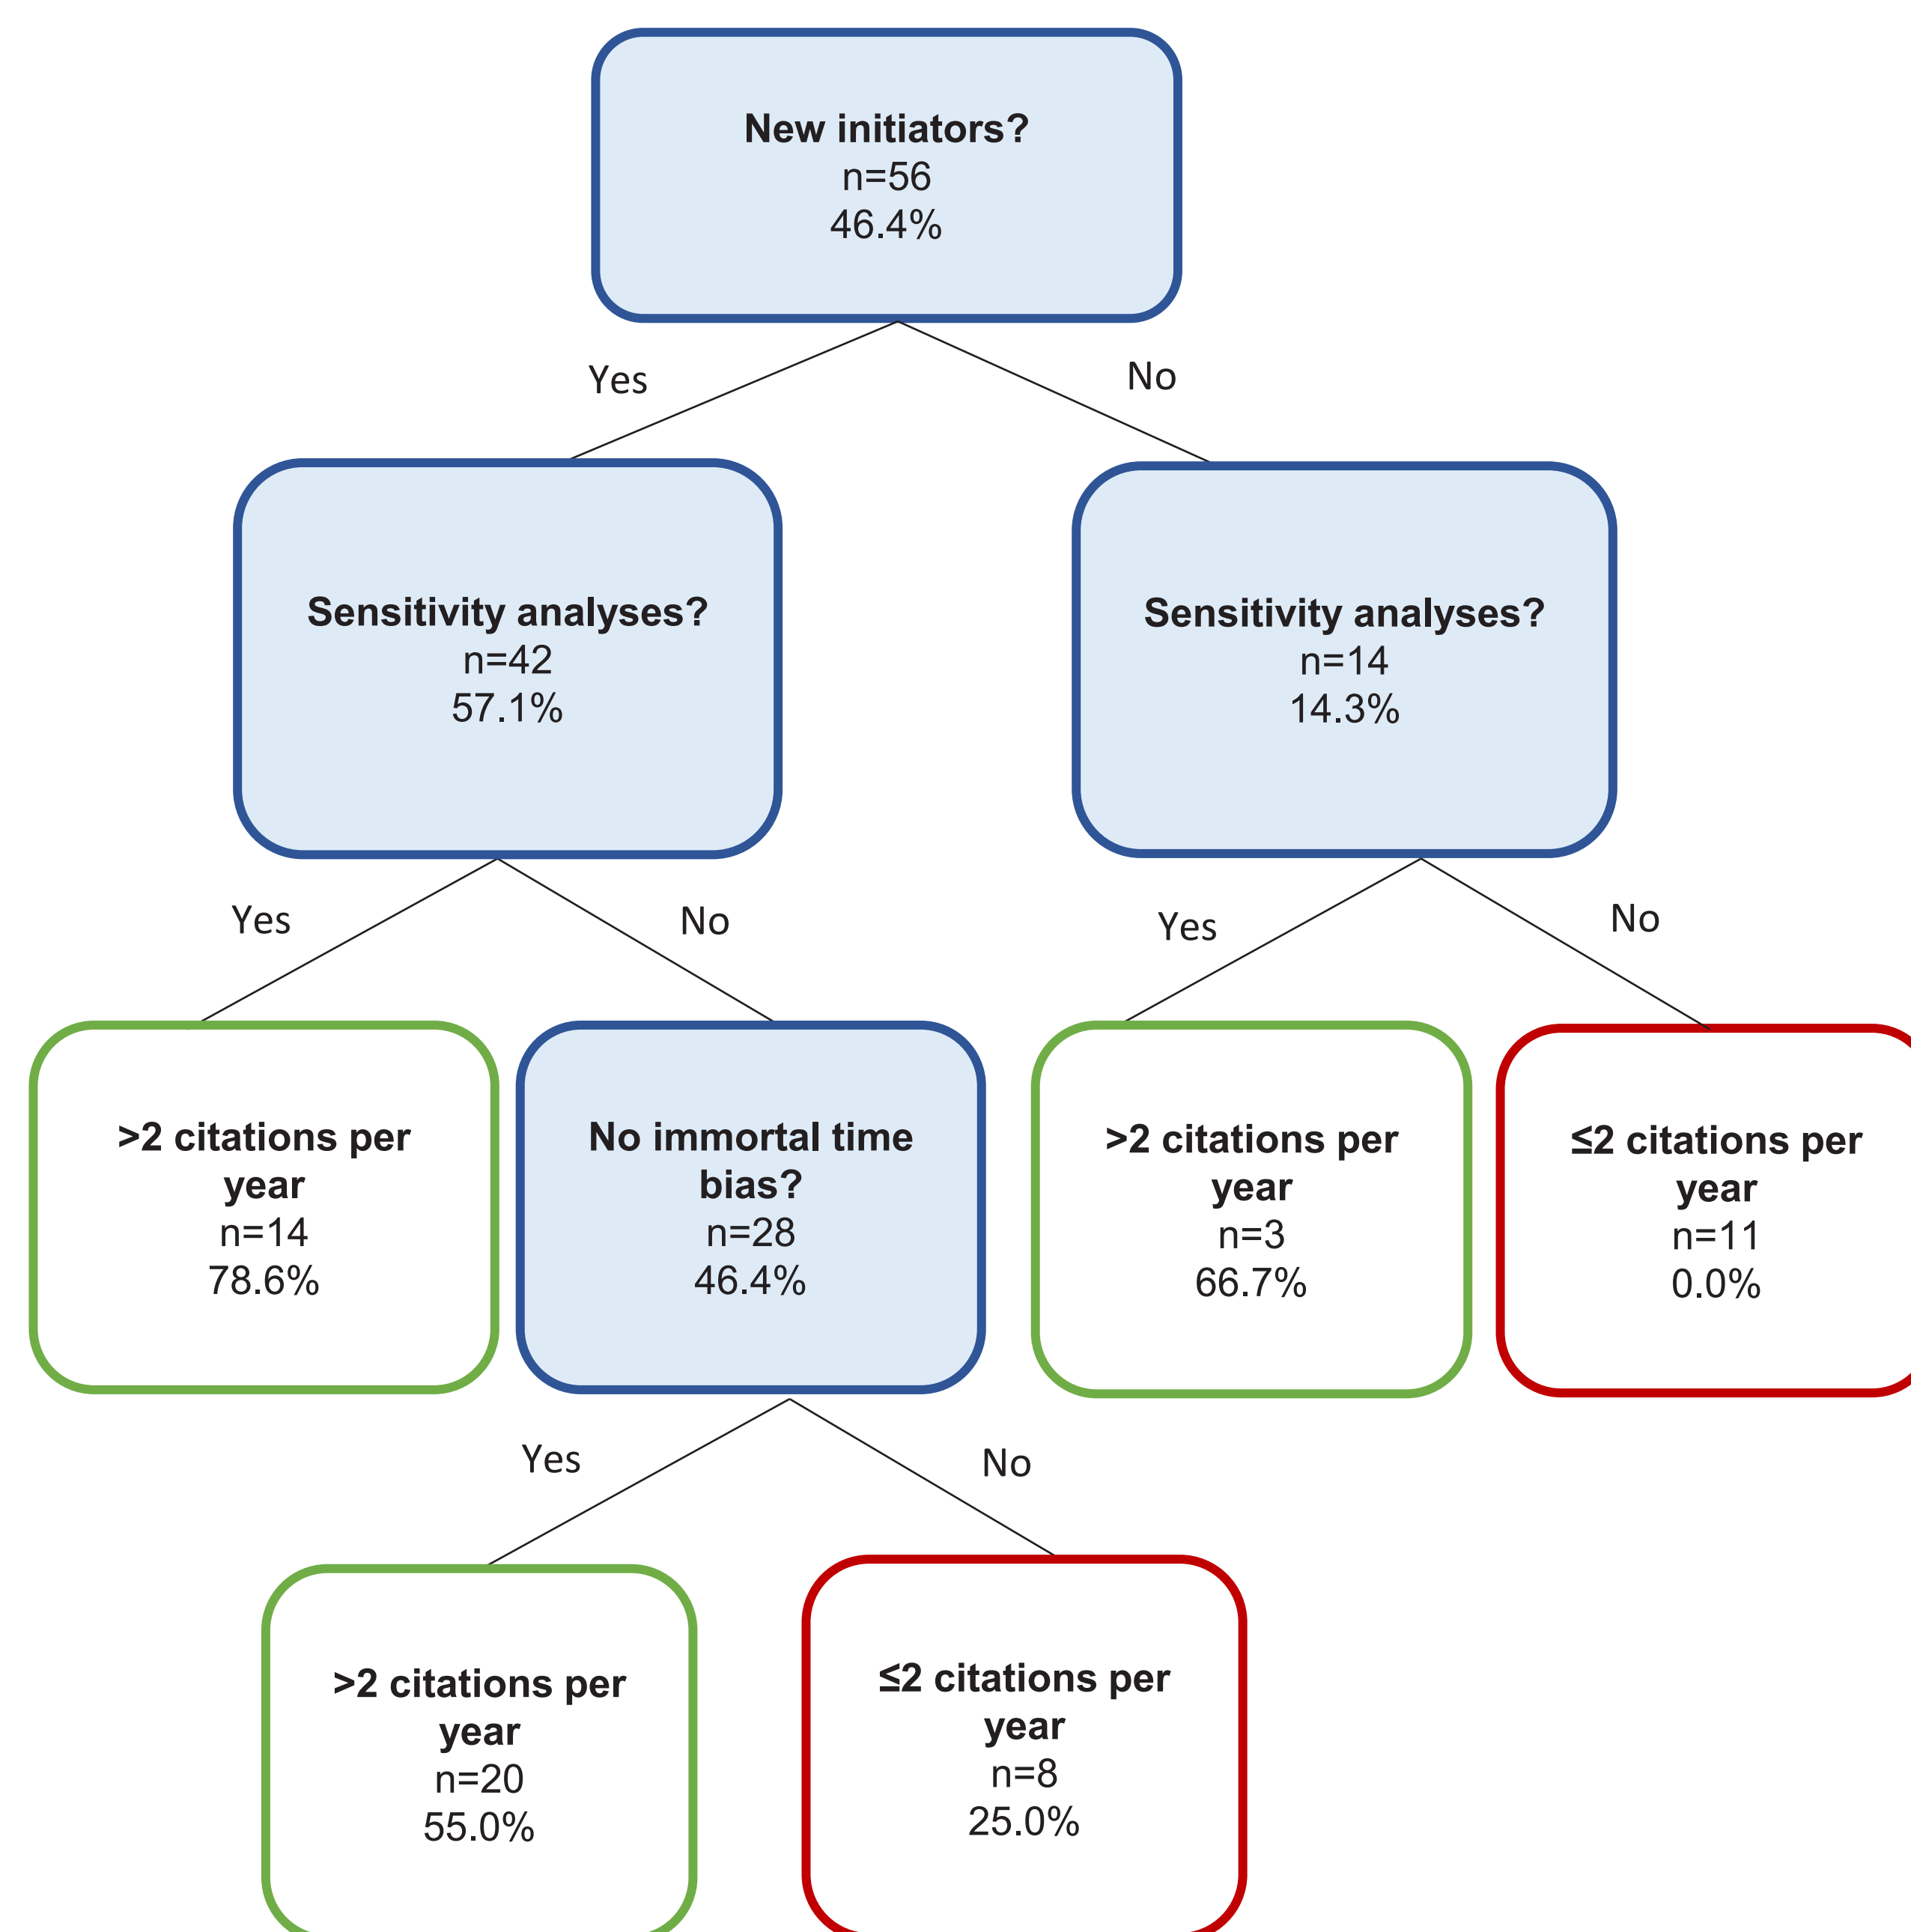 New initiators?
n=56
46.4%
Yes
No
Sensitivity analyses?
n=42
57.1%
Sensitivity analyses?
n=14
14.3%
Yes
No
Yes
No
>2 citations per
year
n=14
78.6%
No immortal time
bias?
n=28
46.4%
>2 citations per
year
n=3
66.7%
≤2 citations per
year
n=11
0.0%
Yes
No
>2 citations per
year
n=20
55.0%
≤2 citations per
year
n=8
25.0%